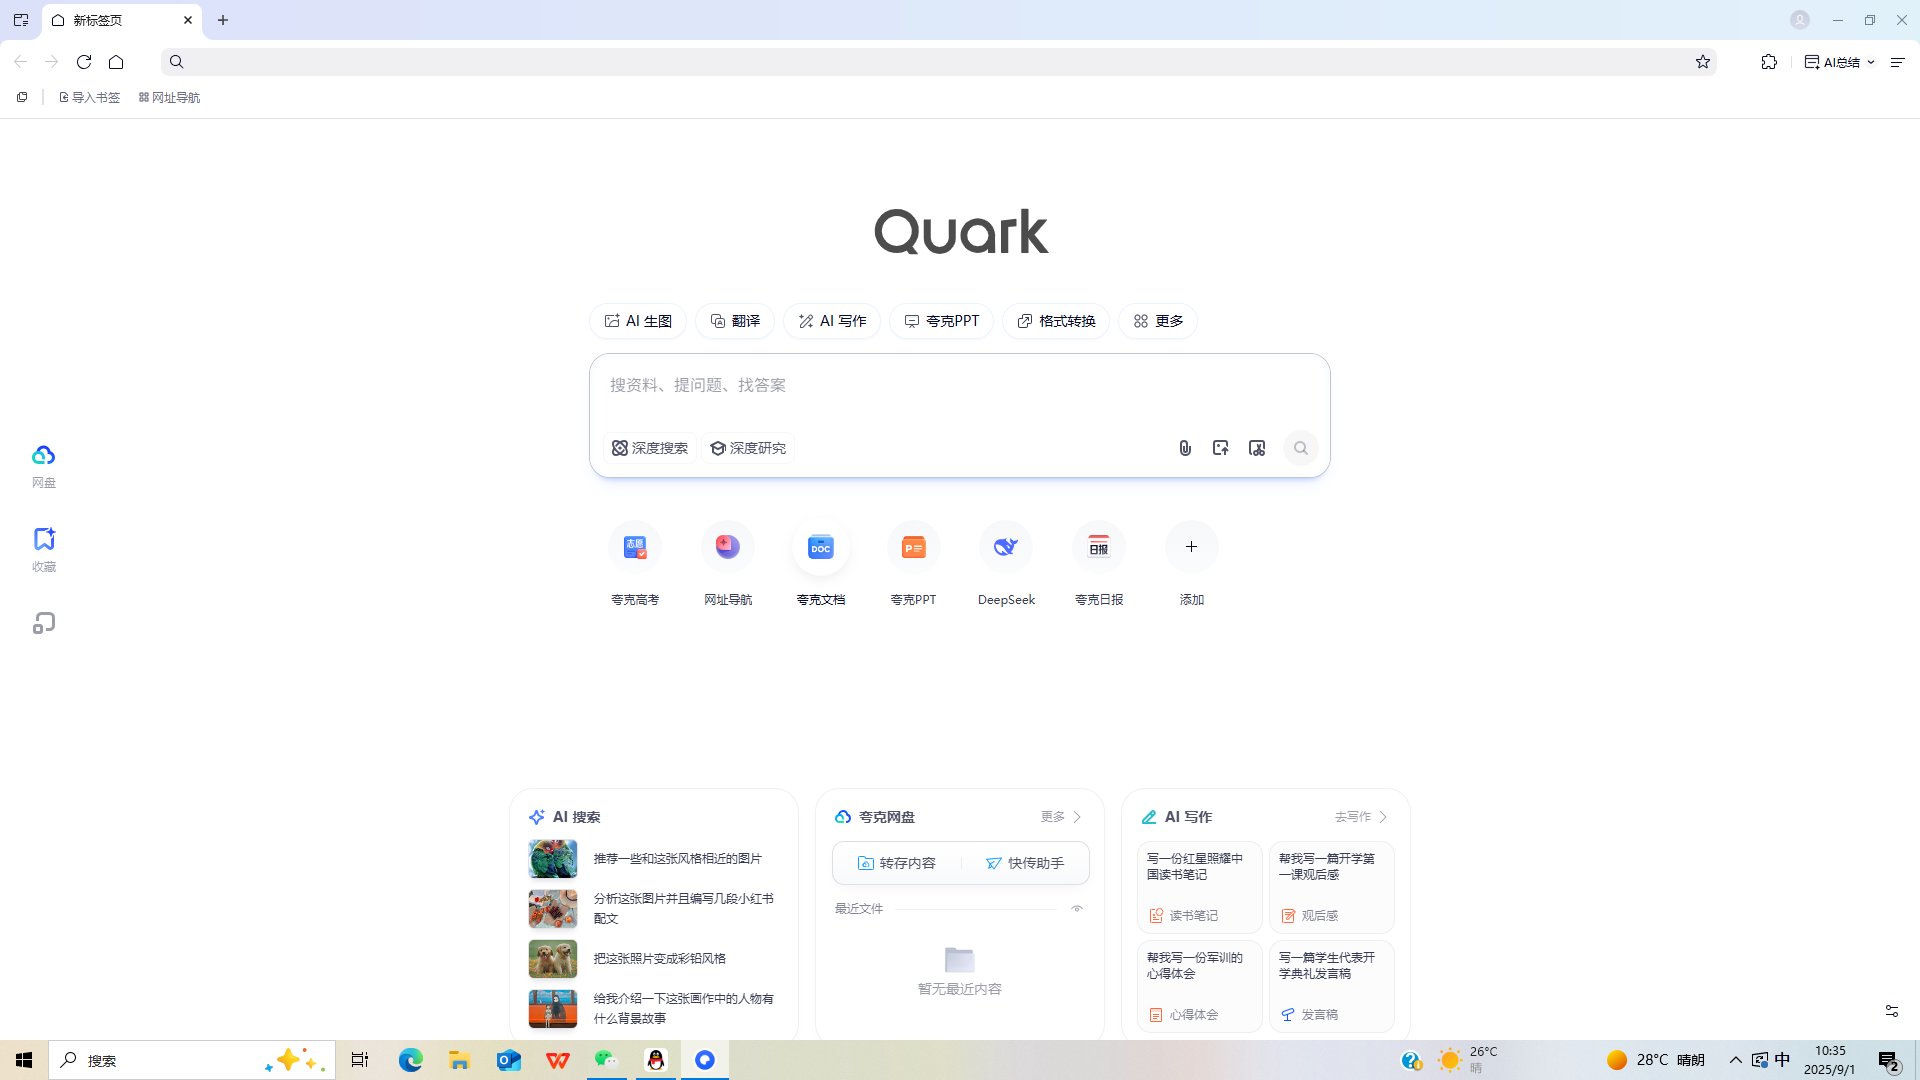 新标签页
AI总结
导入书签
网址导航
Quark
AI 生图
翻译
AI 写作
夸克PPT
格式转换
更多
搜资料、提问题、找答案
深度搜索
深度研究
网盘
收藏
志愿
DOC
P
日报
夸克高考
网址导航
夸克文档
夸克PPT
DeepSeek
夸克日报
添加
AI 搜索
推荐一些和这张风格相近的图片
分析这张图片并且编写几段小红书
配文
把这张照片变成彩铅风格
给我介绍一下这张画作中的人物有
什么背景故事
夸克网盘
更多
转存内容
快传助手
最近文件
暂无最近内容
AI 写作
去写作
写一份红星照耀中
国读书笔记
读书笔记
帮我写一篇开学第
一课观后感
观后感
帮我写一份军训的
心得体会
心得体会
写一篇学生代表开
学典礼发言稿
发言稿
搜索
26°C
晴
28°C 晴朗
中
10:35
2025/9/1
2